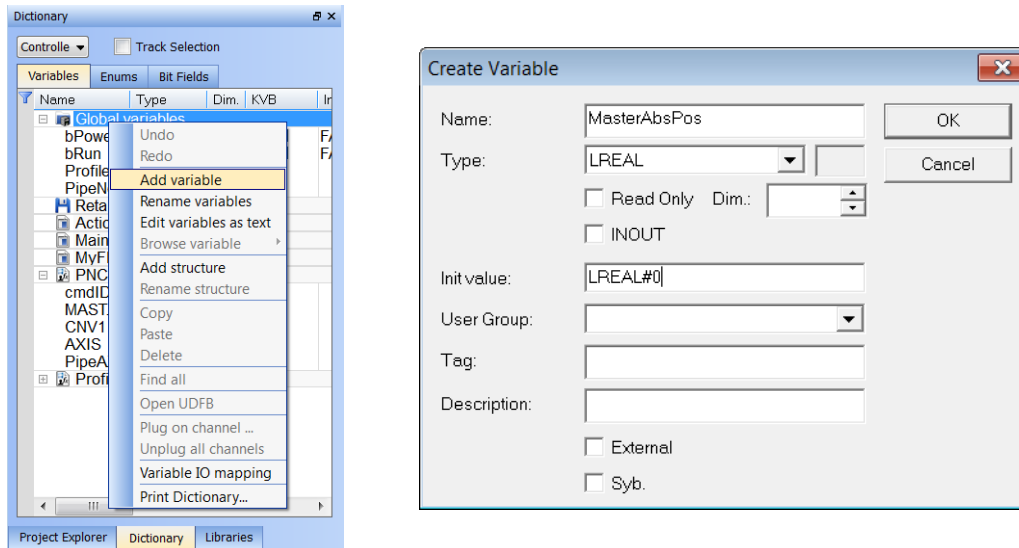 Dictionary
Controlle
Track Selection
Variables Enums Bit Fields
Name Type Dim. KVB Ir
Global variables
bPowe FA
bRun F/
Profile
PipeN
Reta
Actio
Main
MyF
PNC
cmdID
MAST
CNV1
AXIS
PipeA
Profi
Undo
Redo
Add variable
Rename variables
Edit variables as text
Browse variable
Add structure
Rename structure
Copy
Paste
Delete
Find all
Open UDFB
Plug on channel ...
Unplug all channels
Variable IO mapping
Print Dictionary...
Project Explorer Dictionary Libraries
Create Variable
Name: MasterAbsPos OK
Type: LREAL Cancel
Read Only Dim.:
INOUT
Init value: LREAL#0
User Group:
Tag:
Description:
External
Syb.